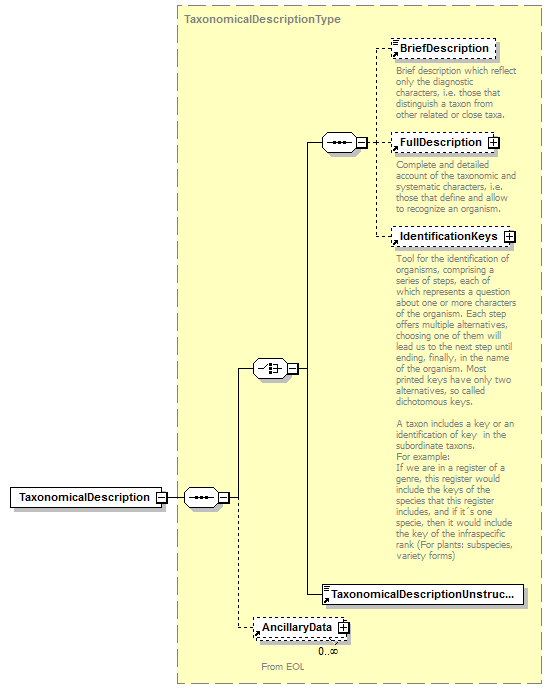 TaxonomicalDescriptionType
BriefDescription
Brief description which reflect
only the diagnostic
characters, i.e. those that
distinguish a taxon from
other related or close taxa.
FullDescription
Complete and detailed
account of the taxonomic and
systematic characters, i.e.
those that define and allow
to recognize an organism.
IdentificationKeys
Tool for the identification of
organisms, comprising a
series of steps, each of
which represents a question
about one or more characters
of the organism. Each step
offers multiple alternatives,
choosing one of them will
lead us to the next step until
ending, finally, in the name
of the organism. Most
printed keys have only two
alternatives, so called
dichotomous keys.
A taxon includes a key or an
identification of key in the
subordinate taxons.
For example:
If we are in a register of a
genre, this register would
include the keys of the
species that this register
includes, and if it´s one
specie, then it would include
the key of the infraspecific
rank (For plants: subspecies,
variety forms)
TaxonomicalDescription
TaxonomicalDescriptionUnstruc...
AncillaryData
0..∞
From EOL